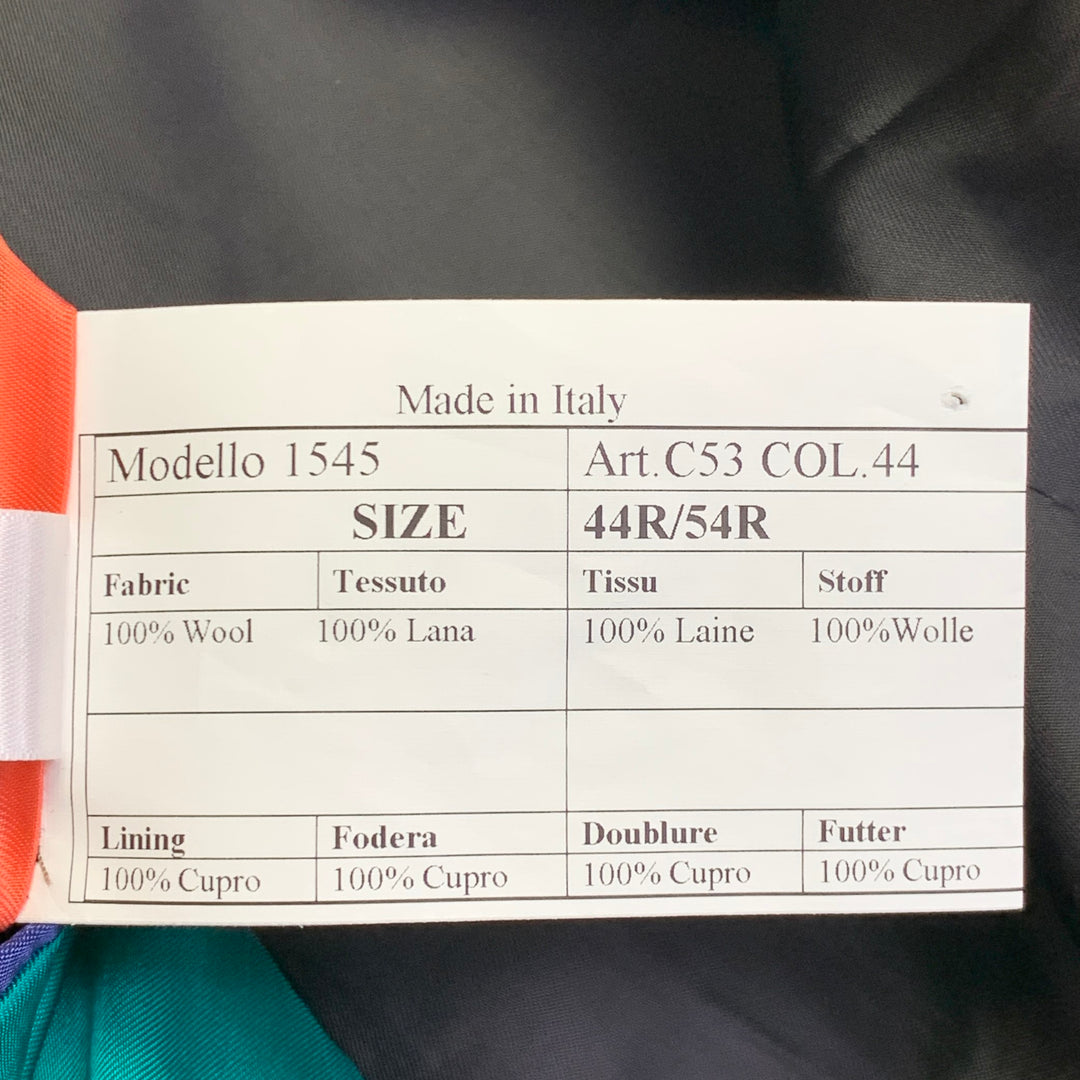 Made in Italy
Modello 1545 Art.C53 COL.44
SIZE 44R/54R
Fabric Tessuto Tissu Stoff
100% Wool 100% Lana 100% Laine 100%Wolle
Lining Fodera Doublure Futter
100% Cupro 100% Cupro 100% Cupro 100% Cupro